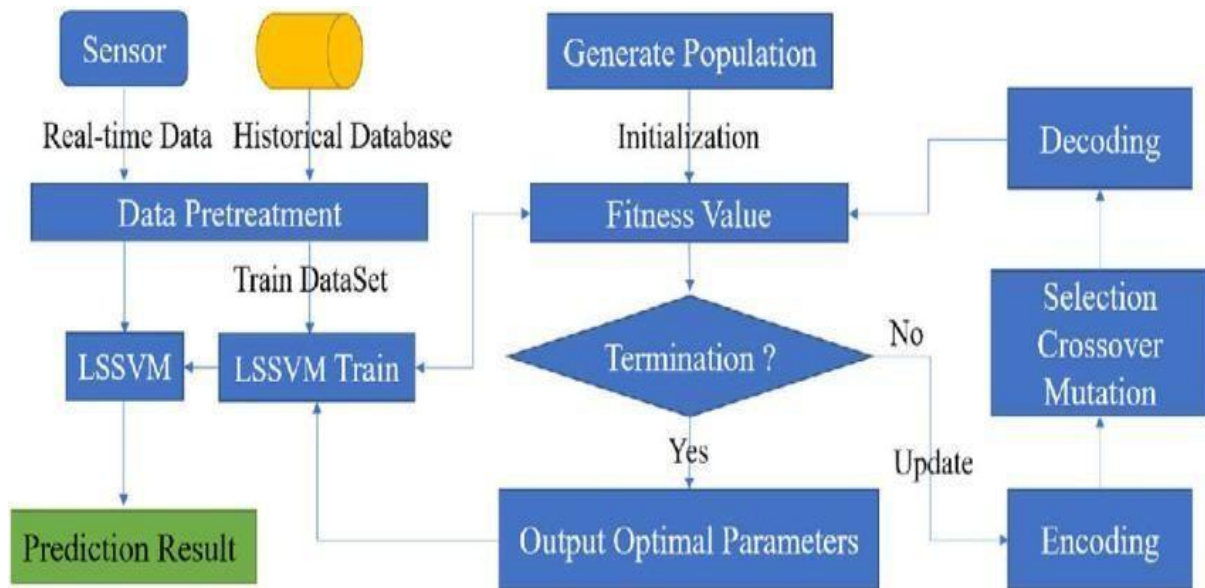 Sensor
Generate Population
Real-time Data
Historical Database
Initialization
Decoding
Data Pretreatment
Fitness Value
Train DataSet
Selection
Crossover
Mutation
LSSVM
LSSVM Train
Termination ?
No
Yes
Update
Prediction Result
Output Optimal Parameters
Encoding